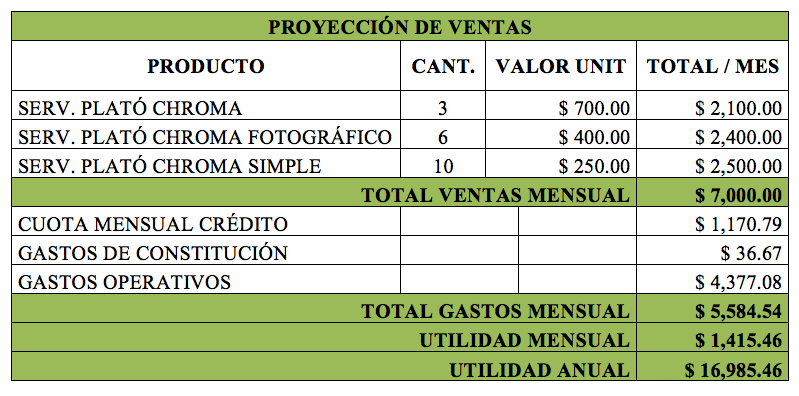 PROYECCIÓN DE VENTAS
PRODUCTO CANT. VALOR UNIT TOTAL / MES
SERV. PLATÓ CHROMA 3 $ 700.00 $ 2,100.00
SERV. PLATÓ CHROMA FOTOGRÁFICO 6 $ 400.00 $ 2,400.00
SERV. PLATÓ CHROMA SIMPLE 10 $ 250.00 $ 2,500.00
TOTAL VENTAS MENSUAL $ 7,000.00
CUOTA MENSUAL CRÉDITO $ 1,170.79
GASTOS DE CONSTITUCIÓN $ 36.67
GASTOS OPERATIVOS $ 4,377.08
TOTAL GASTOS MENSUAL $ 5,584.54
UTILIDAD MENSUAL $ 1,415.46
UTILIDAD ANUAL $ 16,985.46